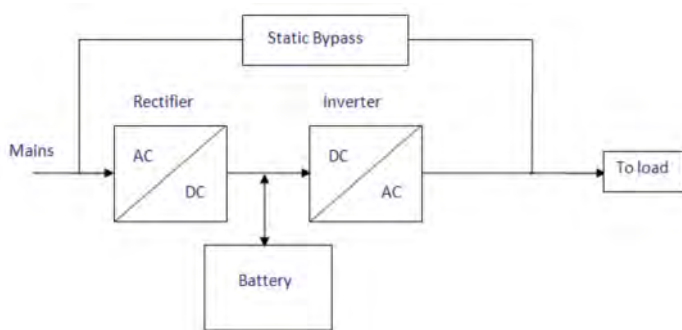 Static Bypass
Rectifier
Inverter
Mains
AC
DC
DC
AC
To load
Battery